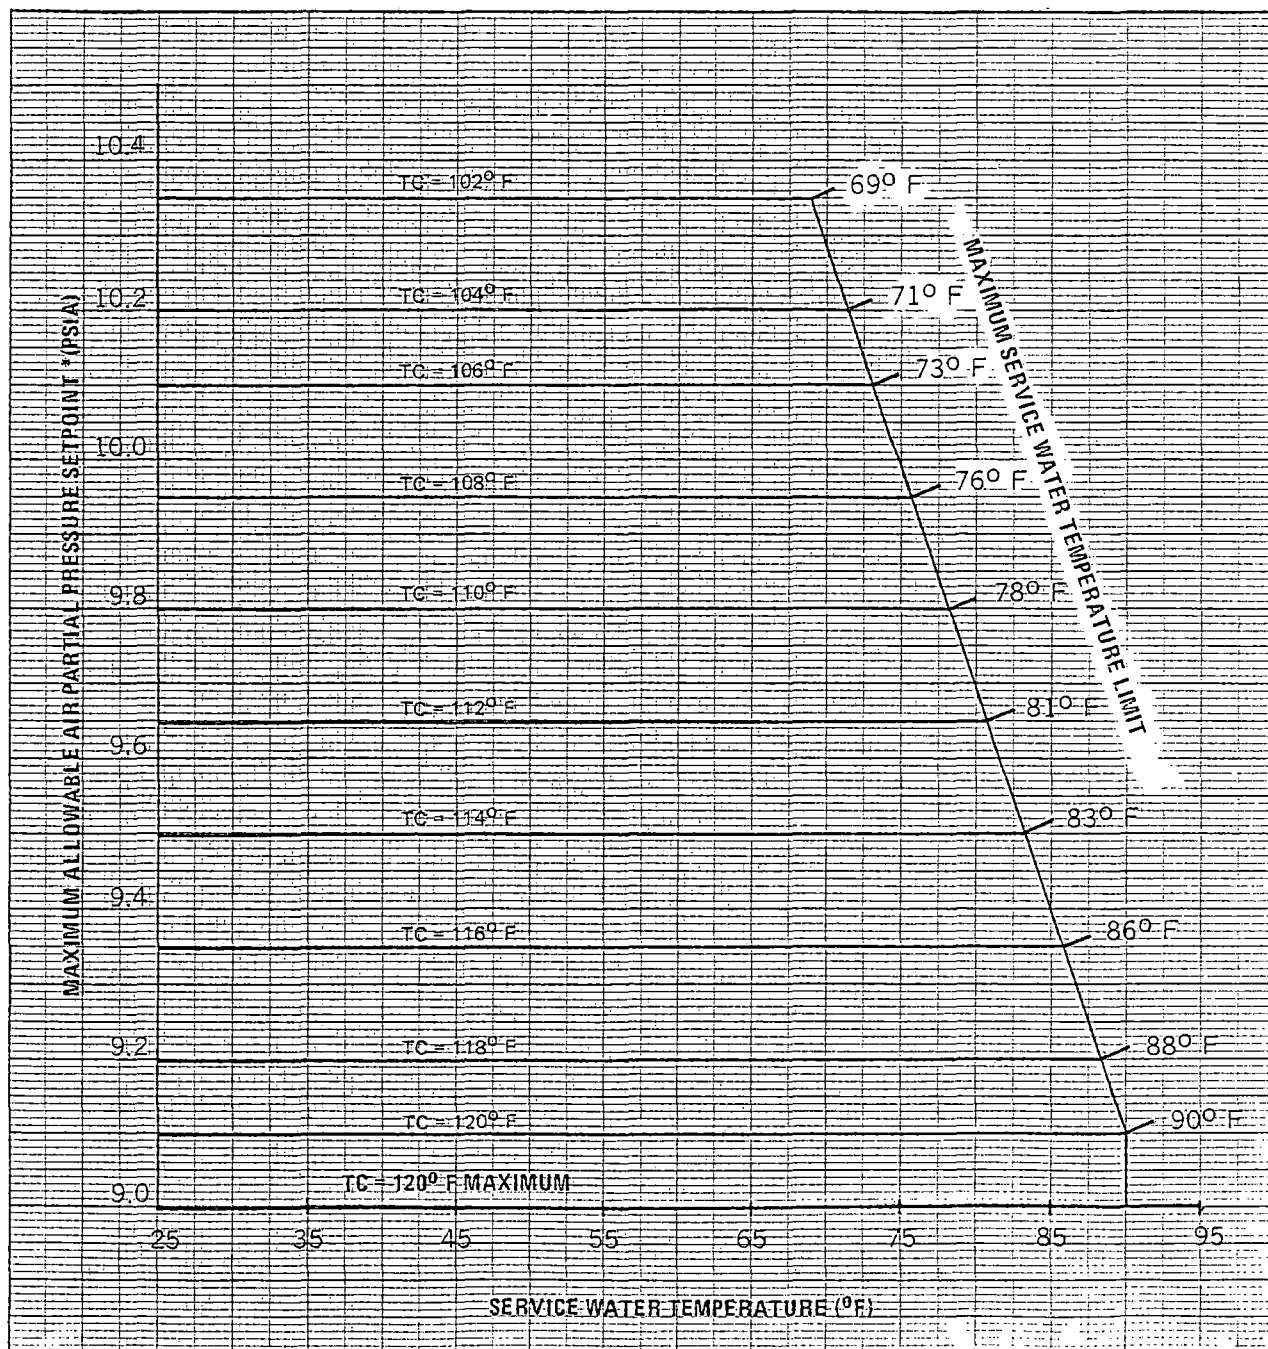 10.4
TC = 102° F
69° F
10.2
TC = 104° F
71° F
TC = 106° F
73° F
10.0
TC = 108° F
76° F
9.8
TC = 110° F
78° F
TC = 112° F
81° F
9.6
TC = 114° F
83° F
9.4
TC = 116° F
86° F
9.2
TC = 118° F
88° F
TC = 120° F
90° F
TC = 120° F MAXIMUM
9.0
25 35 45 55 65 75 85 95
SERVICE WATER TEMPERATURE (°F)
MAXIMUM ALLOWABLE AIR PARTIAL PRESSURE SETPOINT *(PSIA)
MAXIMUM SERVICE WATER TEMPERATURE LIMIT